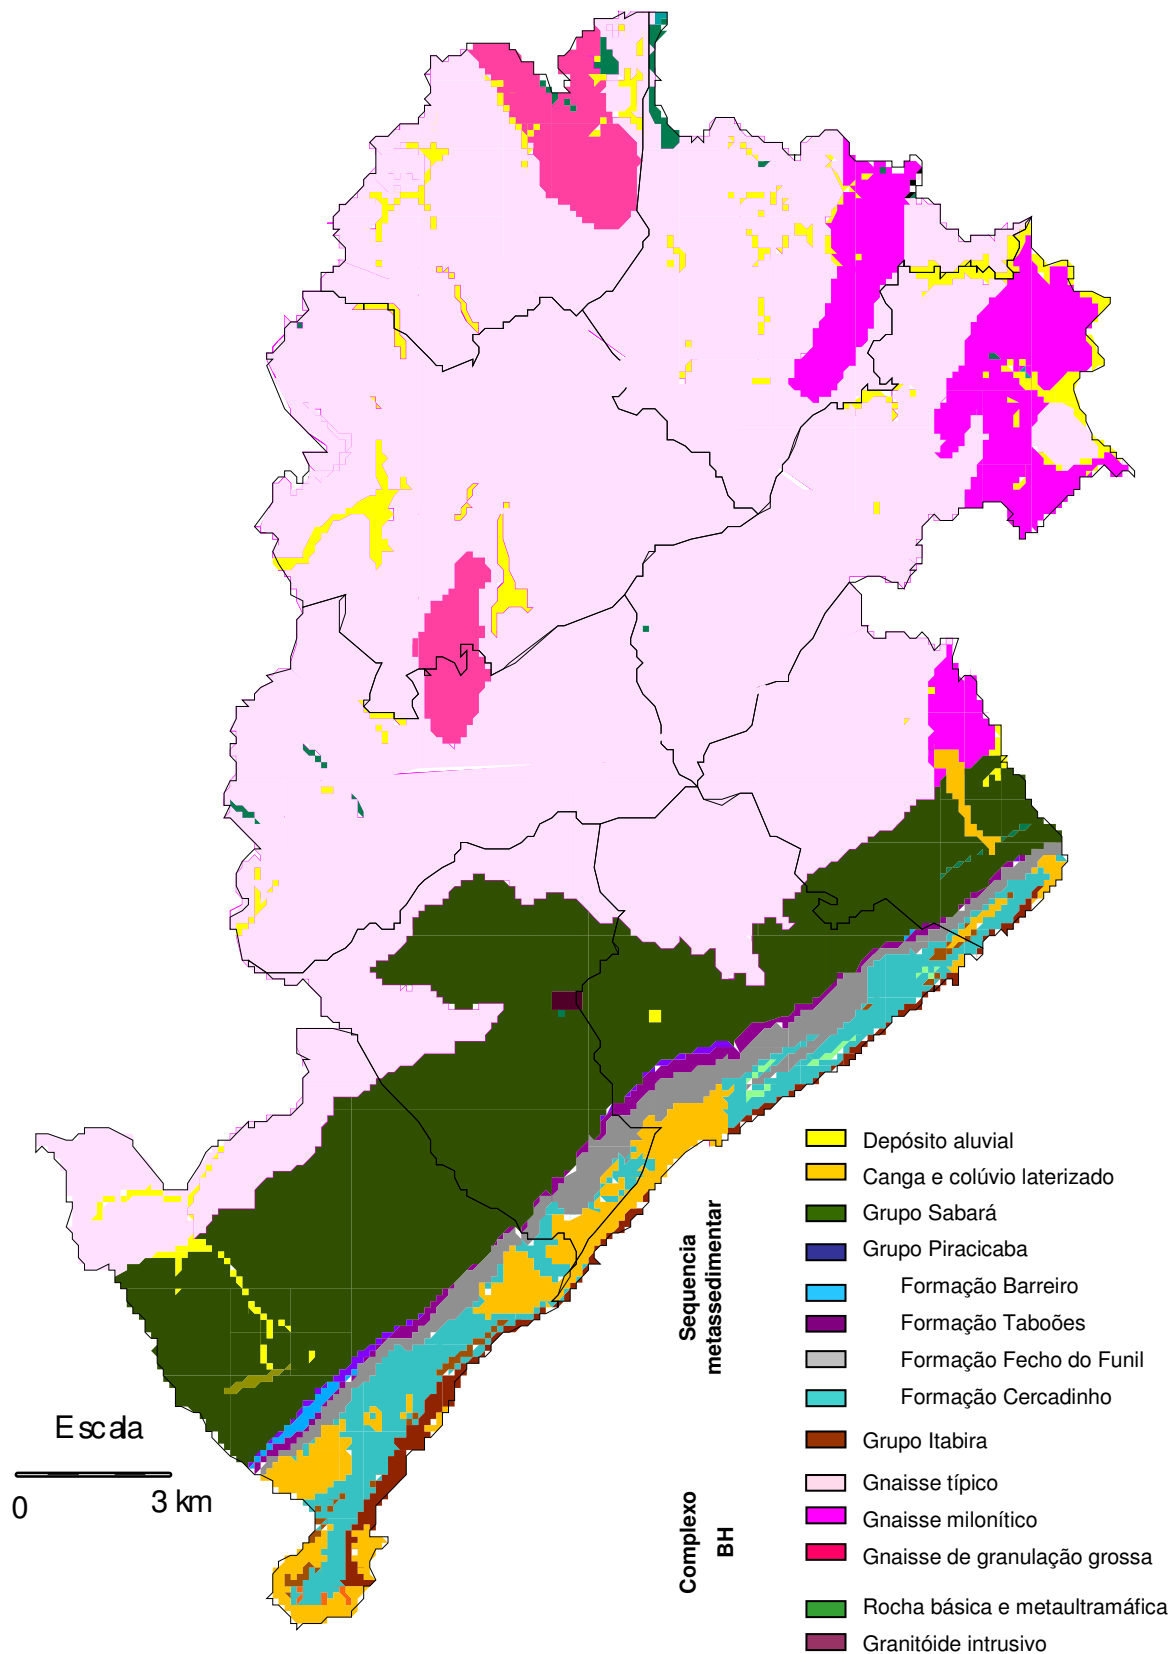 Depósito aluvial
Canga e colúvio laterizado
Grupo Sabará
Grupo Piracicaba
Formação Barreiro
Formação Taboões
Formação Fecho do Funil
Formação Cercadinho
Grupo Itabira
Gnaisse típico
Gnaisse milonítico
Gnaisse de granulação grossa
Rocha básica e metaultramáfica
Granitóide intrusivo
Sequencia
metassedimentar
Complexo
BH
Escala
0 3 km